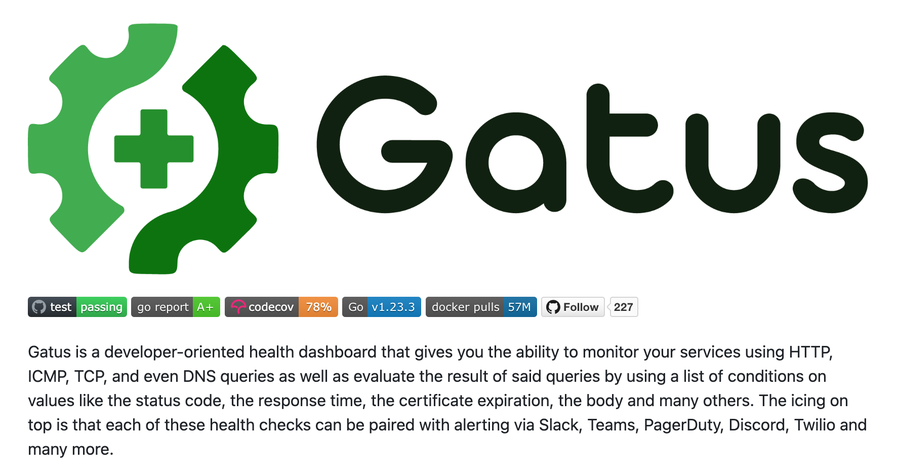 Gatus
test passing go report A+ codecov 78% Go v1.23.3 docker pulls 57M Follow 227
Gatus is a developer-oriented health dashboard that gives you the ability to monitor your services using HTTP,
ICMP, TCP, and even DNS queries as well as evaluate the result of said queries by using a list of conditions on
values like the status code, the response time, the certificate expiration, the body and many others. The icing on
top is that each of these health checks can be paired with alerting via Slack, Teams, PagerDuty, Discord, Twilio and
many more.